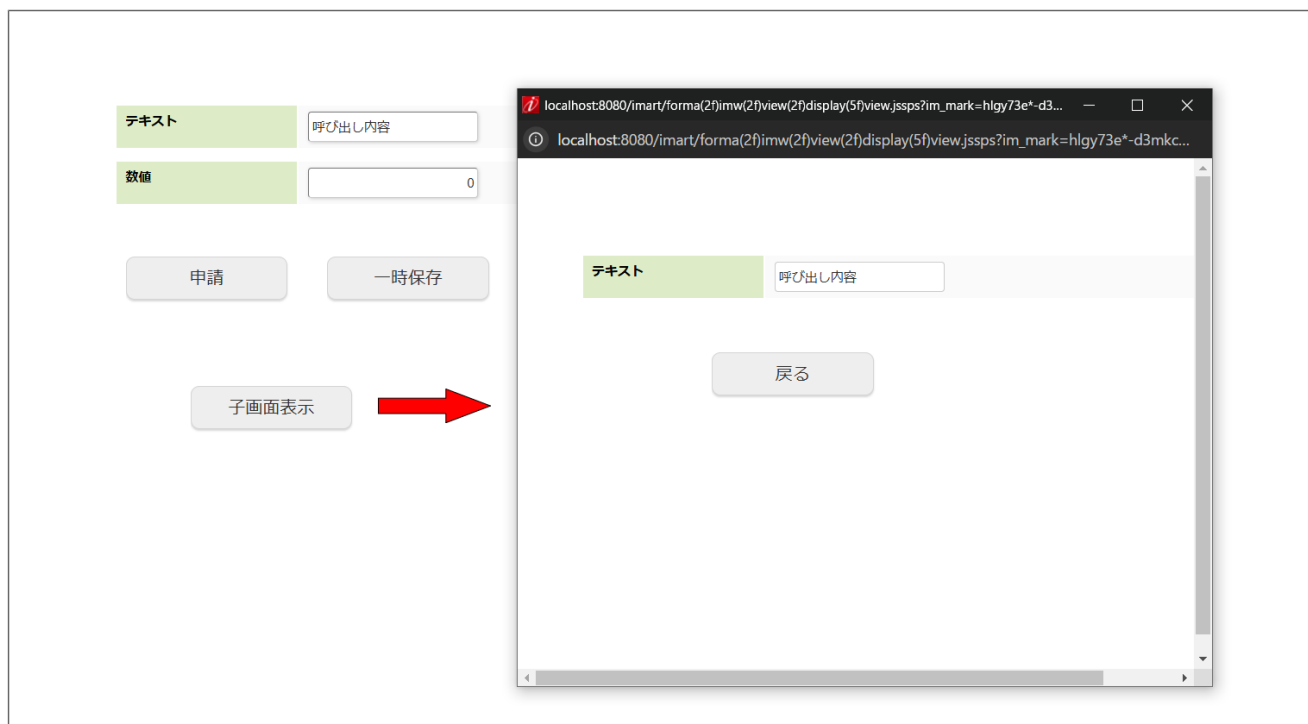 テキスト
呼び出し内容
数値
0
申請
一時保存
子画面表示
localhost:8080/imart/forma(2f)imw(2f)view(2f)display(5f)view.jssps?im_mark=hlgy73e*-d3...
localhost:8080/imart/forma(2f)imw(2f)view(2f)display(5f)view.jssps?im_mark=hlgy73e*-d3mkc...
テキスト
呼び出し内容
戻る